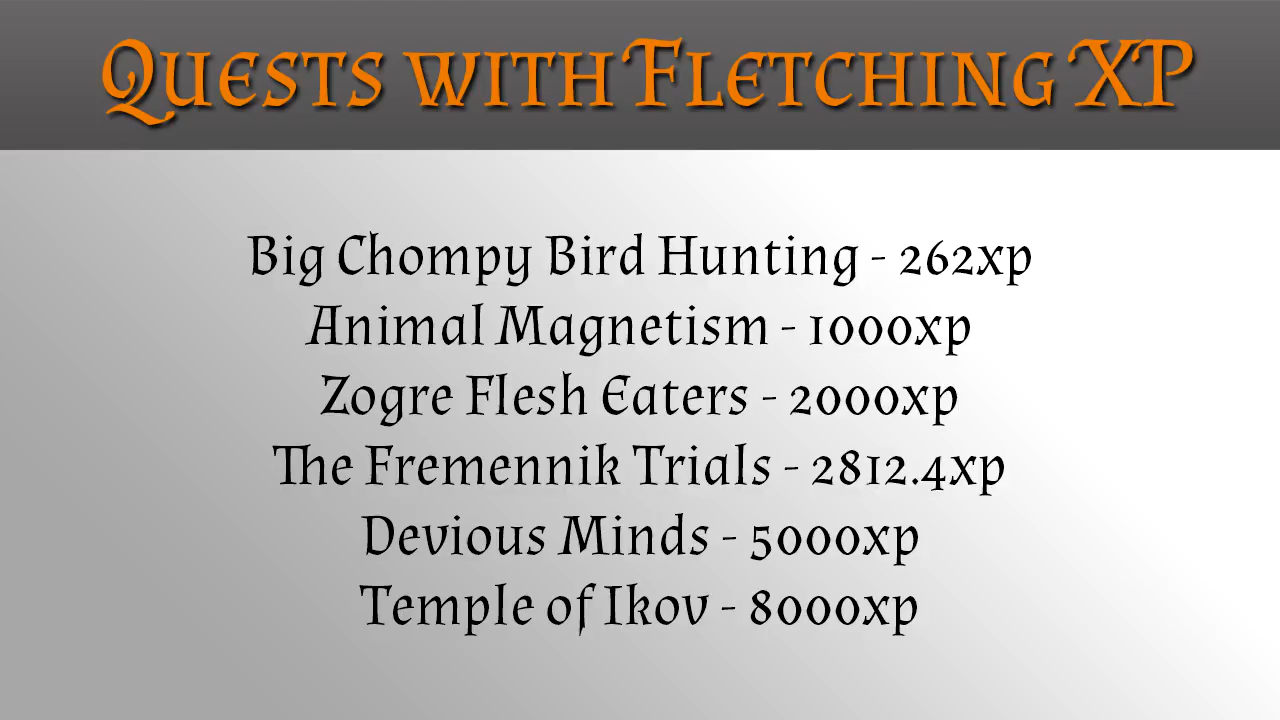 Quests with Fletching XP
Big Chompy Bird Hunting - 262xp
Animal Magnetism - 1000xp
Zogre Flesh Eaters - 2000xp
The Fremennik Trials - 2812.4xp
Devious Minds - 5000xp
Temple of Ikov - 8000xp